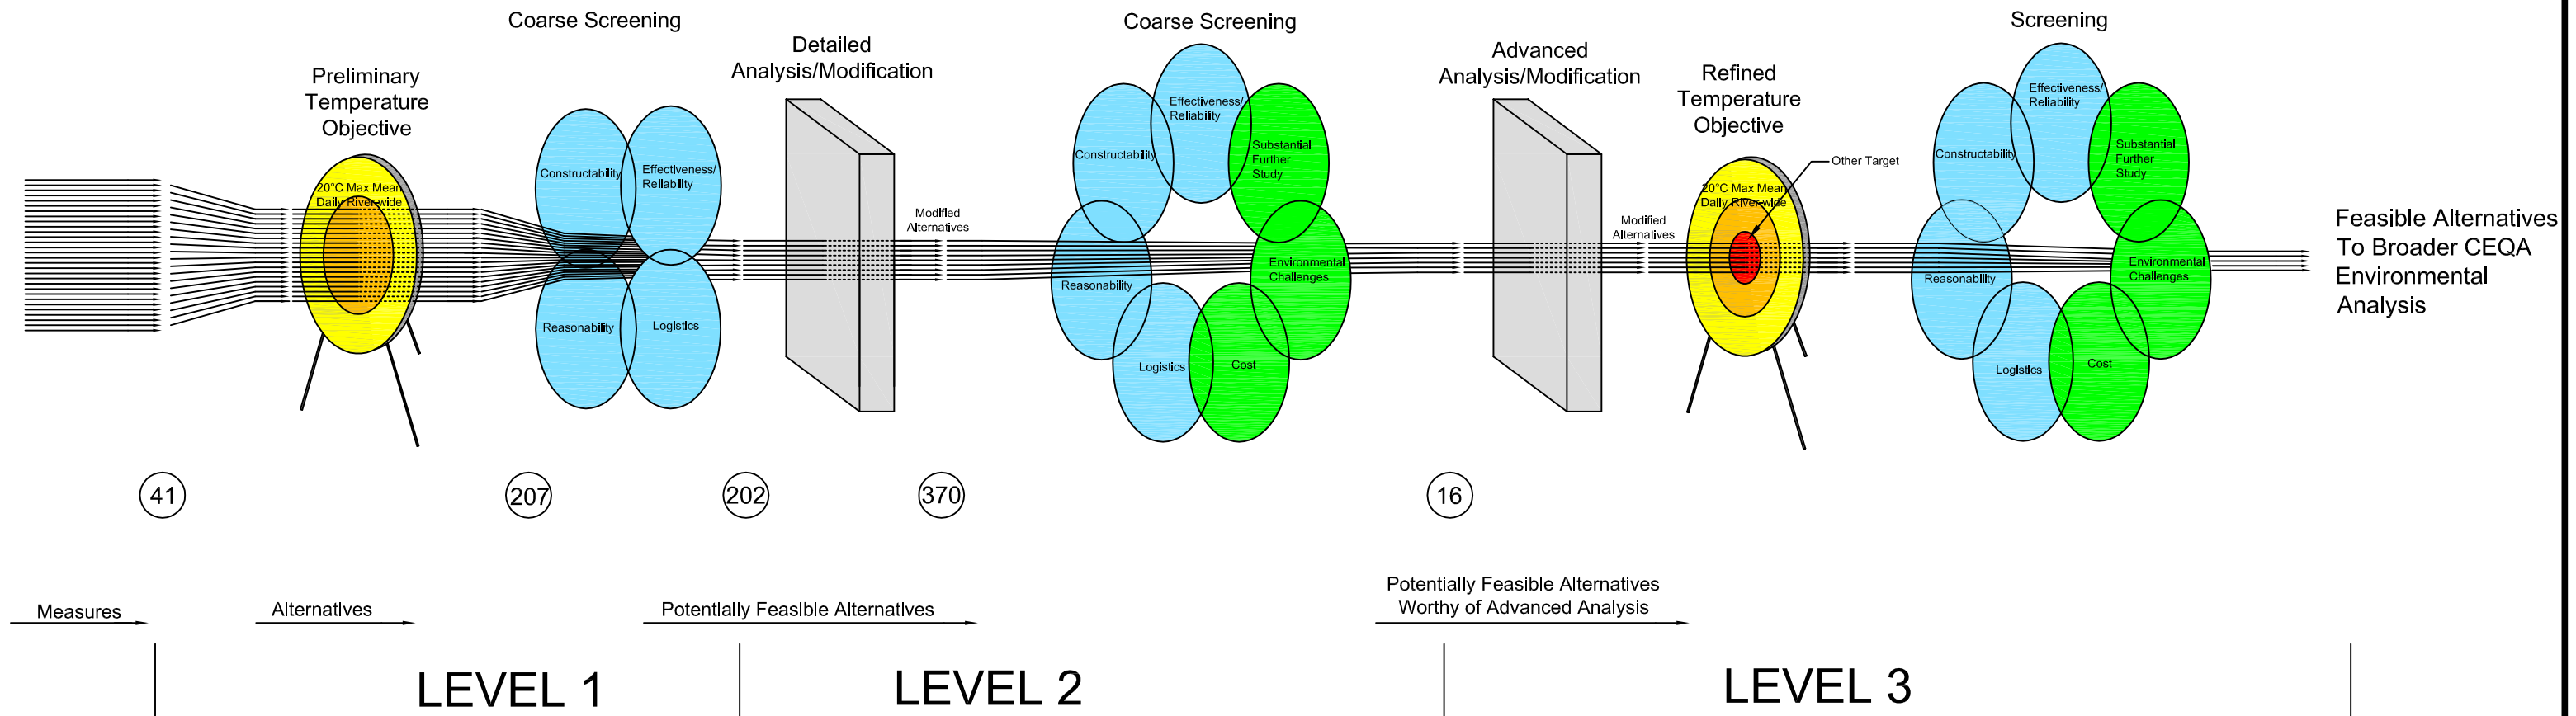 Coarse Screening
Preliminary
Temperature
Objective
20°C Max Mean
Daily River-wide
Constructability
Effectiveness/
Reliability
Reasonability
Logistics
Detailed
Analysis/Modification
Modified
Alternatives
Coarse Screening
Effectiveness/
Reliability
Constructability
Substantial
Further
Study
Reasonability
Environmental
Challenges
Logistics
Cost
Advanced
Analysis/Modification
Modified
Alternatives
Refined
Temperature
Objective
20°C Max Mean
Daily River-wide
Other Target
Screening
Effectiveness/
Reliability
Constructability
Substantial
Further
Study
Reasonability
Environmental
Challenges
Logistics
Cost
Feasible Alternatives
To Broader CEQA
Environmental
Analysis
41
207
202
370
16
Measures
Alternatives
Potentially Feasible Alternatives
Potentially Feasible Alternatives
Worthy of Advanced Analysis
LEVEL 1
LEVEL 2
LEVEL 3